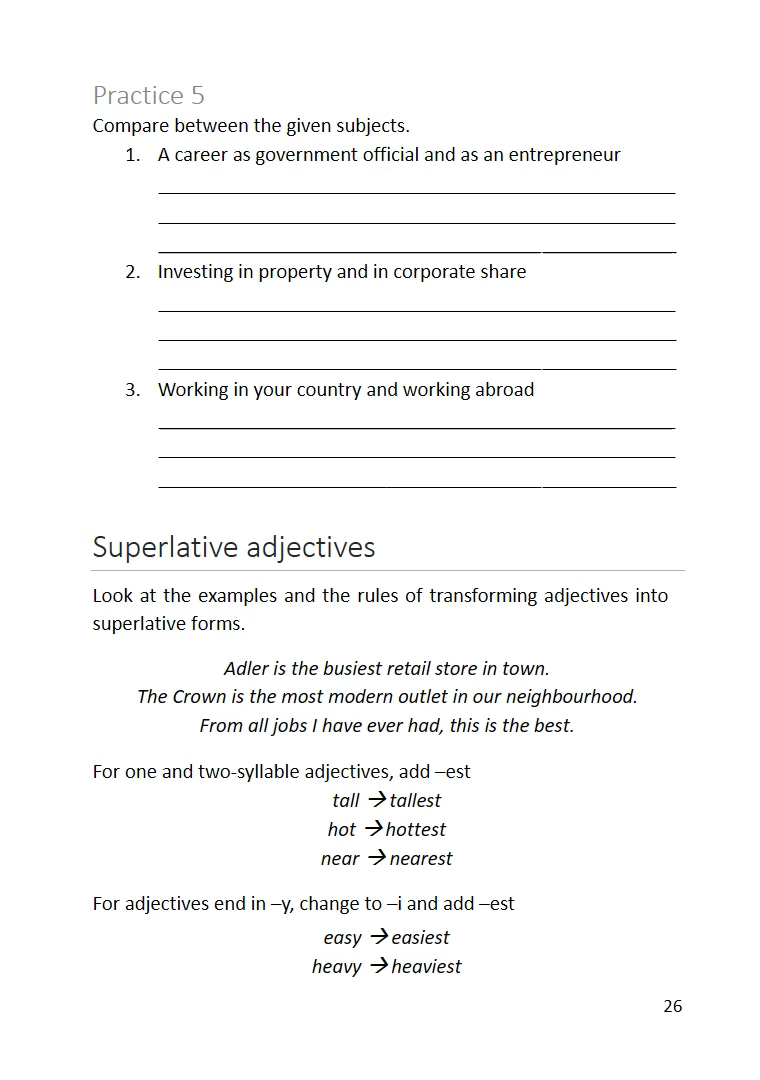 Practice 5
Compare between the given subjects.
1. A career as government official and as an entrepreneur
2. Investing in property and in corporate share
3. Working in your country and working abroad
Superlative adjectives
Look at the examples and the rules of transforming adjectives into
superlative forms.
Adler is the busiest retail store in town.
The Crown is the most modern outlet in our neighbourhood.
From all jobs I have ever had, this is the best.
For one and two-syllable adjectives, add –est
tall → tallest
hot → hottest
near → nearest
For adjectives end in –y, change to –i and add –est
easy → easiest
heavy → heaviest
26